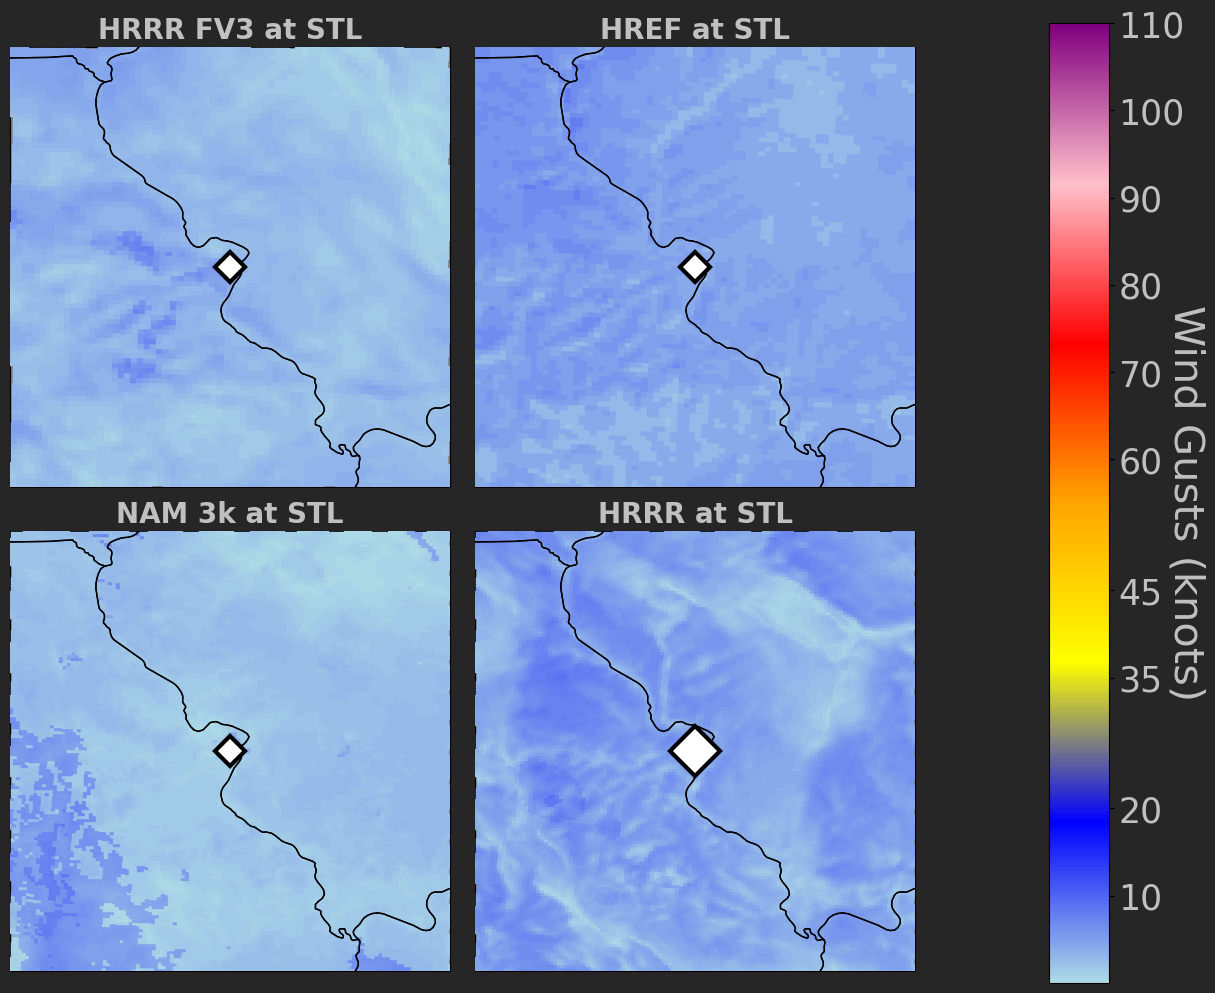 HRRR FV3 at STL
HREF at STL
NAM 3k at STL
HRRR at STL
110
100
90
80
70
60
45
35
20
10
Wind Gusts (knots)